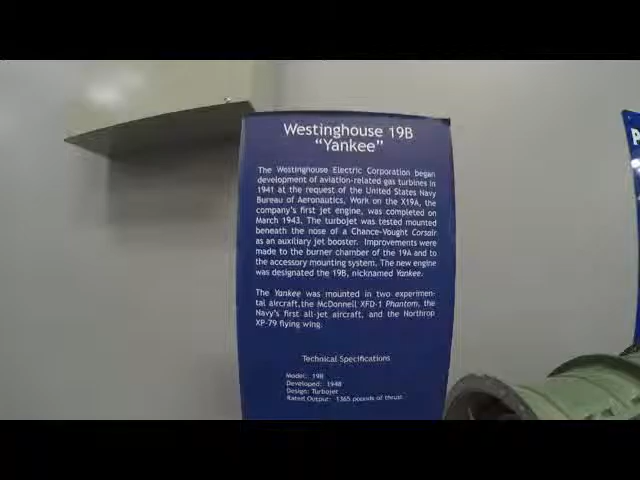 Westinghouse 19B
"Yankee"
The Westinghouse Electric Corporation began
development of aviation-related gas turbines in
1941 at the request of the United States Navy
Bureau of Aeronautics. Work on the X19A, the
company's first jet engine, was completed on
March 1943. The turbojet was tested mounted
beneath the nose of a Chance-Vought Corsair
as an auxiliary jet booster. Improvements were
made to the burner chamber of the 19A and to
the accessory mounting system. The new engine
was designated the 19B, nicknamed Yankee.
The Yankee was mounted in two experimen-
tal aircraft,the McDonnell XFD-1 Phantom, the
Navy's first all-jet aircraft, and the Northrop
XP-79 flying wing.
Technical Specifications
Model: 19B
Developed: 1948
Design: Turbojet
Rated Output: 1365 pounds of thrust
P